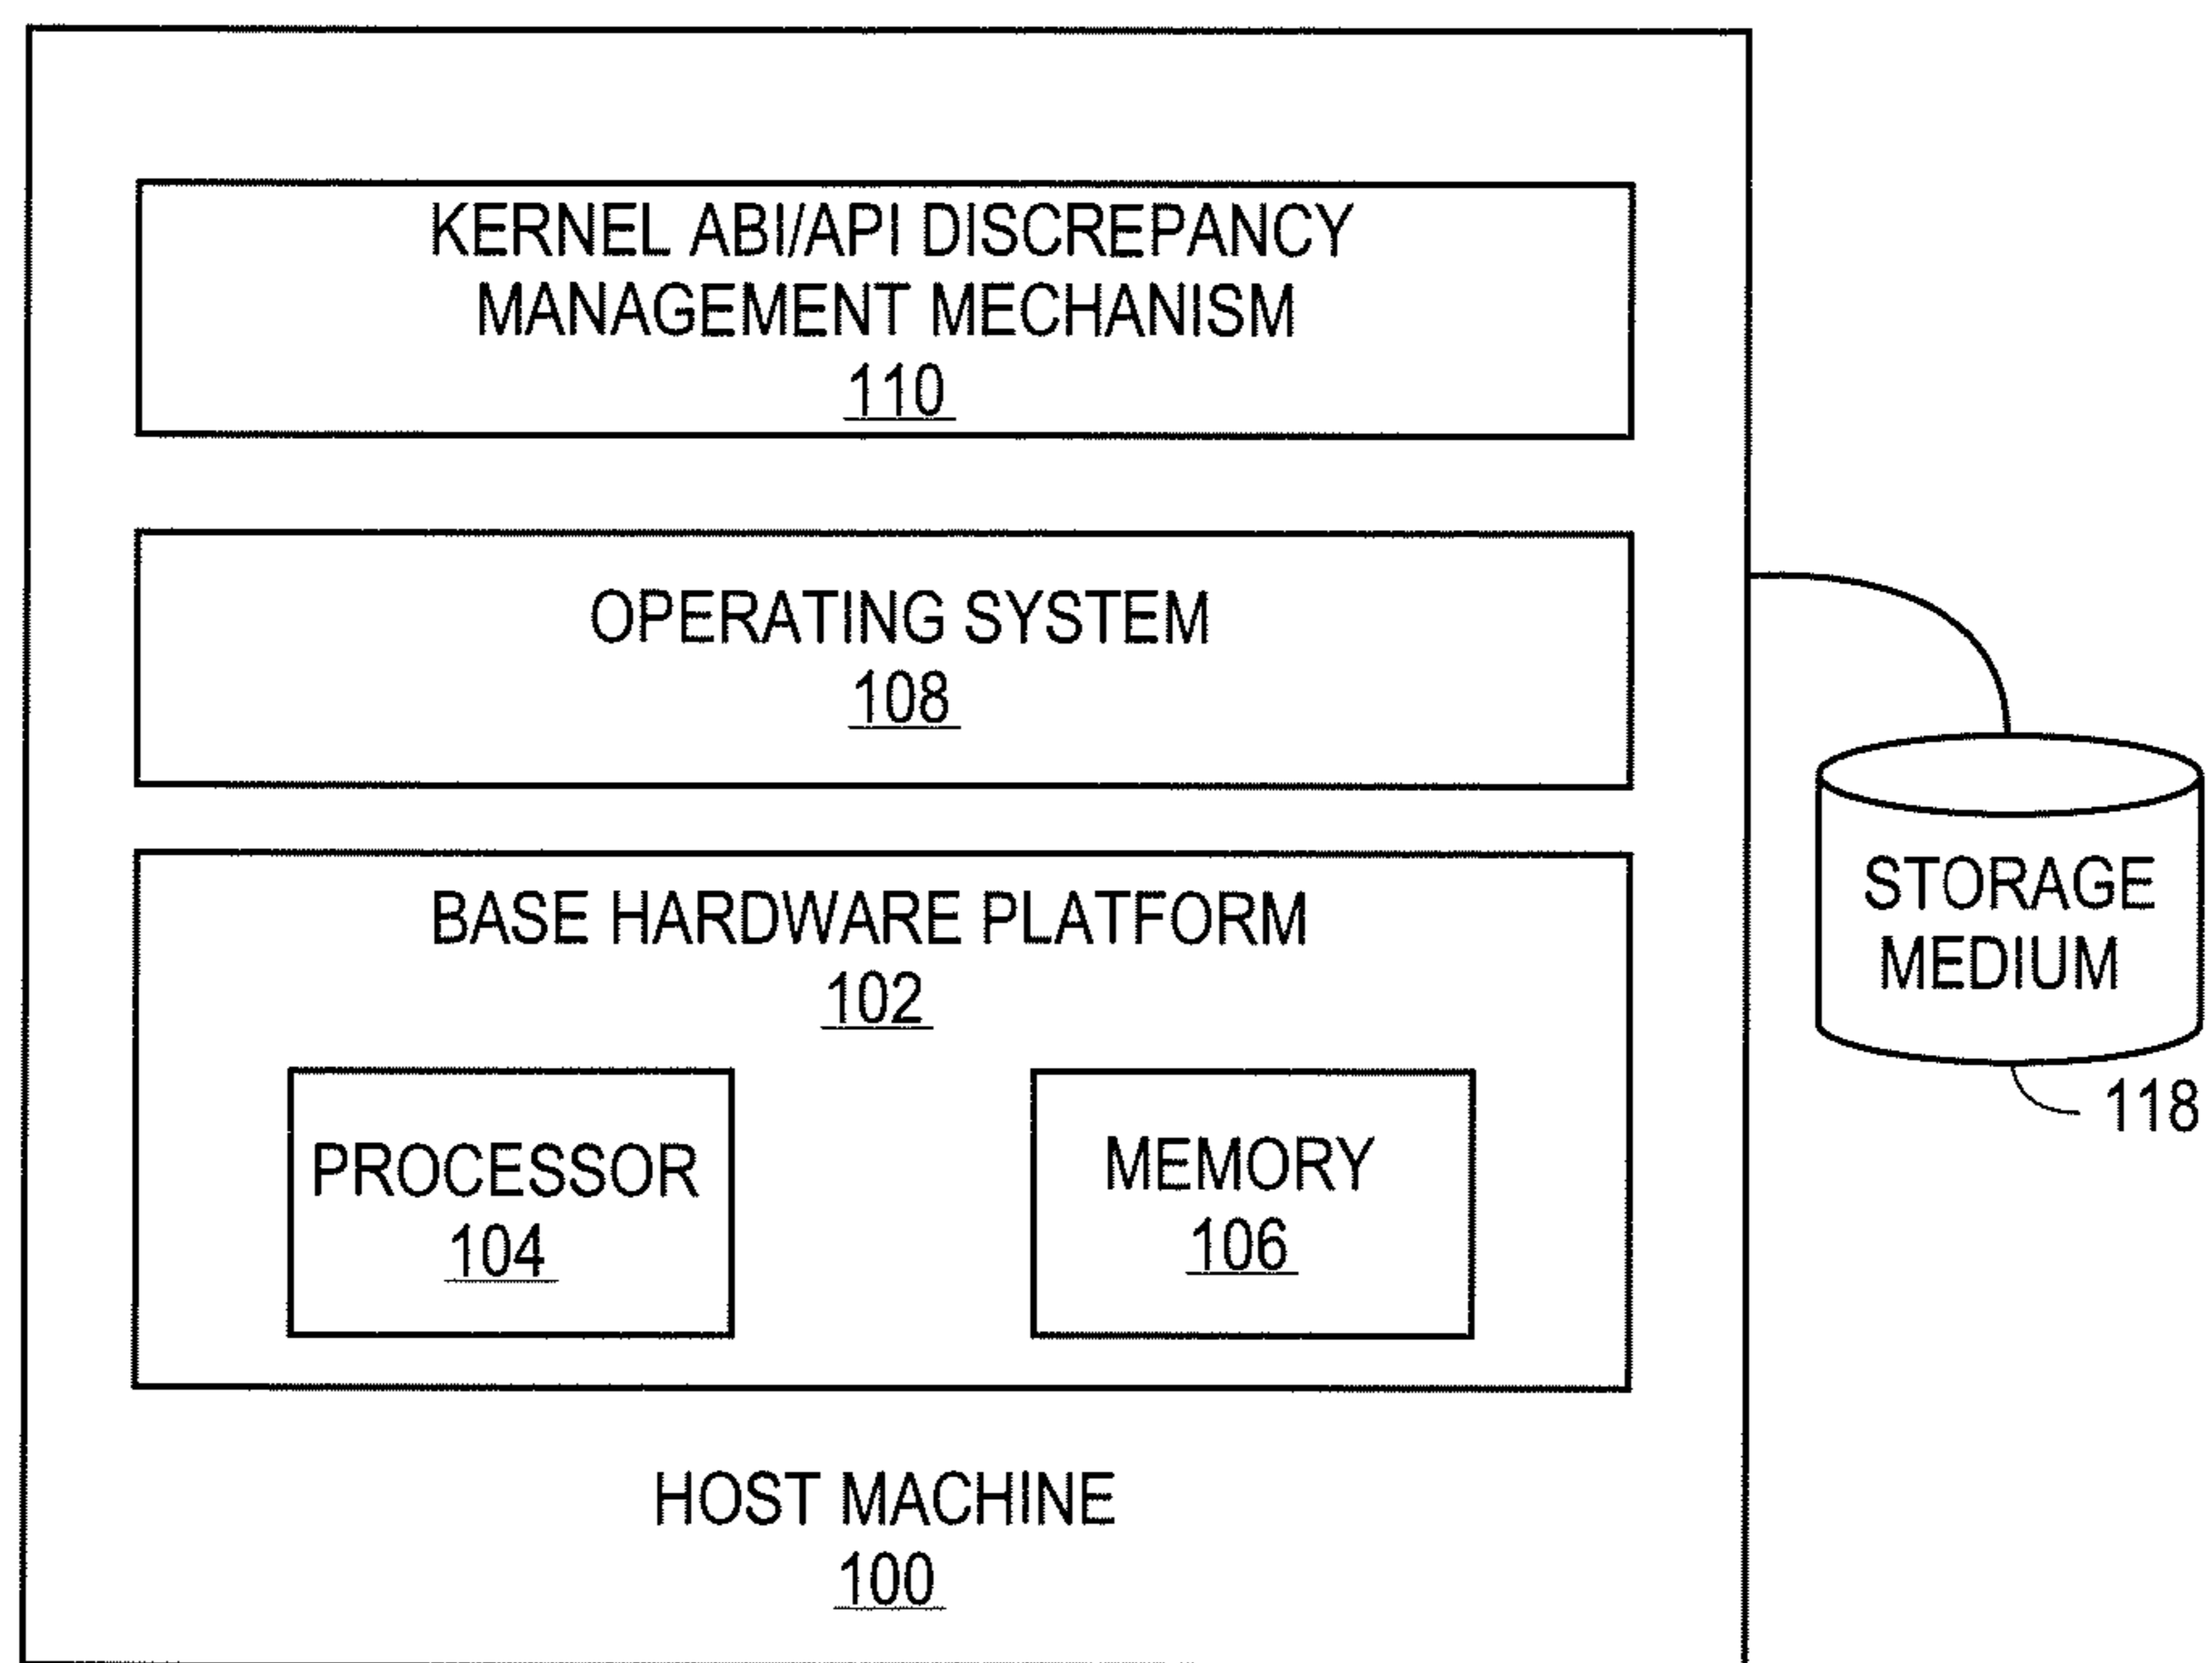 KERNEL ABI/API DISCREPANCY
MANAGEMENT MECHANISM
110
OPERATING SYSTEM
108
BASE HARDWARE PLATFORM
102
PROCESSOR
104
MEMORY
106
HOST MACHINE
100
STORAGE
MEDIUM
118